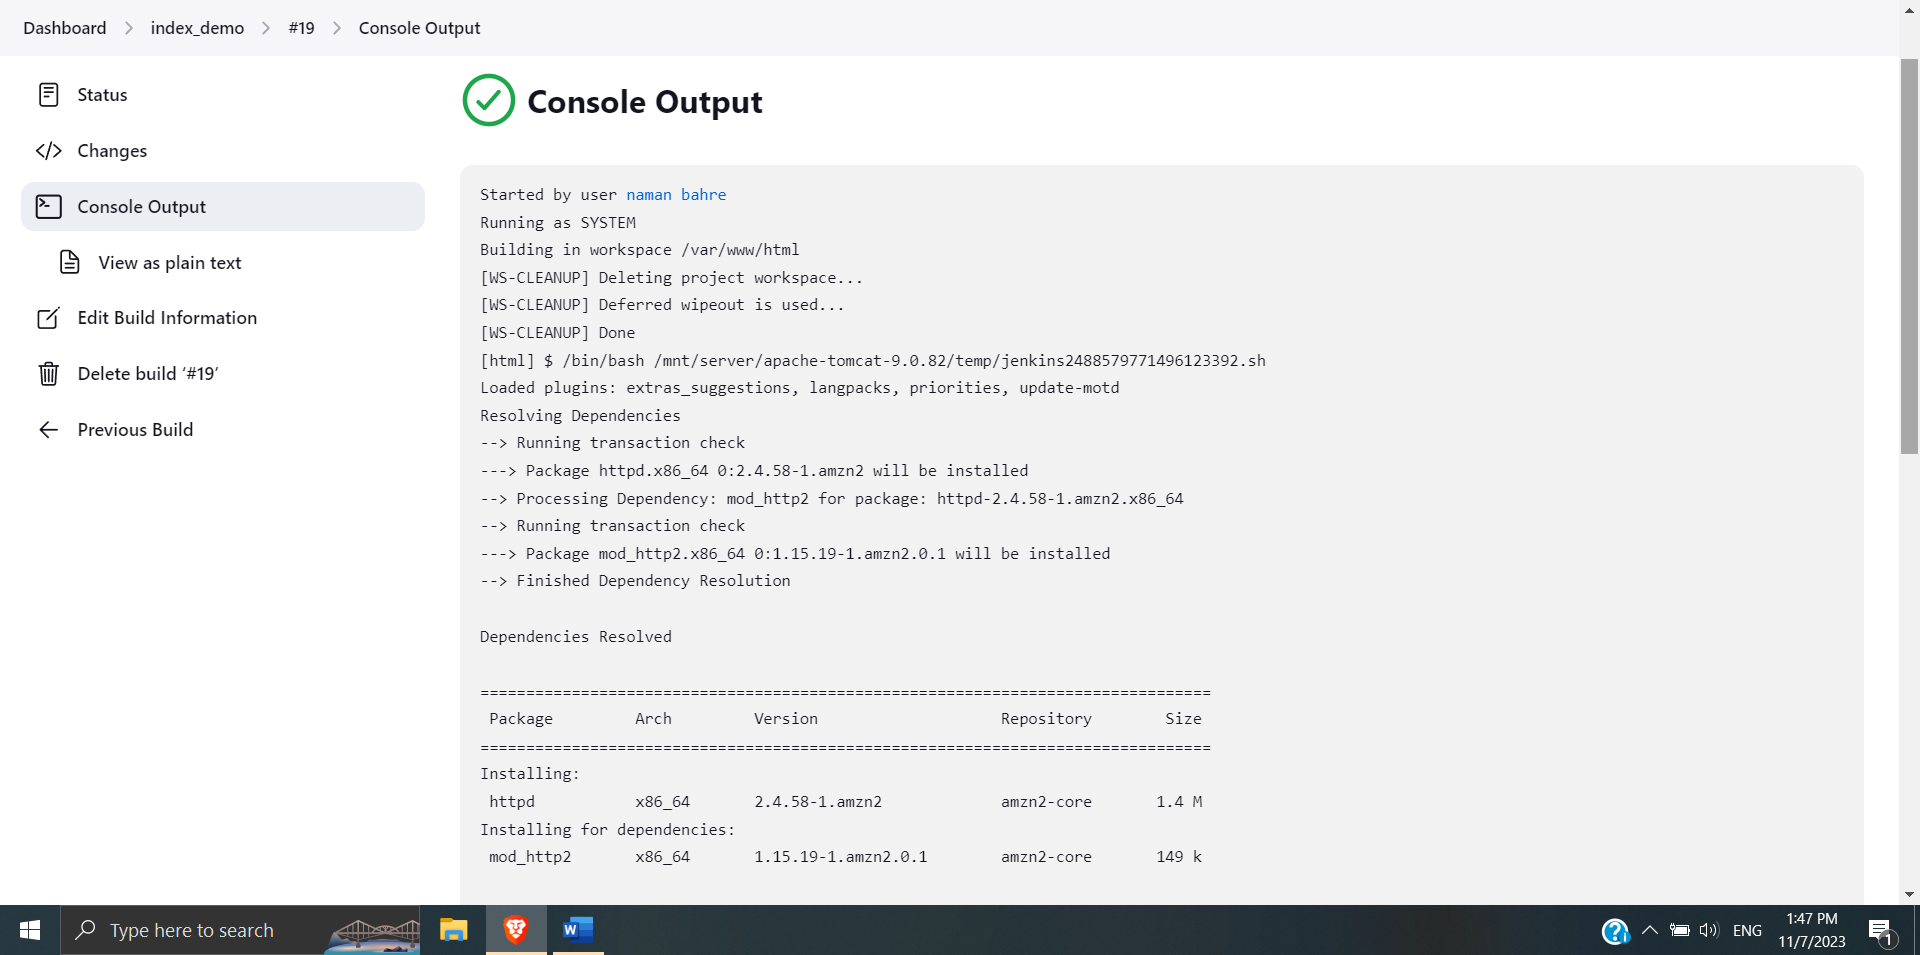 Dashboard > index_demo > #19 > Console Output
Status
Changes
Console Output
View as plain text
Edit Build Information
Delete build ‘#19’
Previous Build
Console Output
Started by user naman bahre
Running as SYSTEM
Building in workspace /var/www/html
[WS-CLEANUP] Deleting project workspace...
[WS-CLEANUP] Deferred wipeout is used...
[WS-CLEANUP] Done
[html] $ /bin/bash /mnt/server/apache-tomcat-9.0.82/temp/jenkins2488579771496123392.sh
Loaded plugins: extras_suggestions, langpacks, priorities, update-motd
Resolving Dependencies
--> Running transaction check
---> Package httpd.x86_64 0:2.4.58-1.amzn2 will be installed
--> Processing Dependency: mod_http2 for package: httpd-2.4.58-1.amzn2.x86_64
--> Running transaction check
---> Package mod_http2.x86_64 0:1.15.19-1.amzn2.0.1 will be installed
--> Finished Dependency Resolution
Dependencies Resolved
================================================================================
Package Arch Version Repository Size
================================================================================
Installing:
httpd x86_64 2.4.58-1.amzn2 amzn2-core 1.4 M
Installing for dependencies:
mod_http2 x86_64 1.15.19-1.amzn2.0.1 amzn2-core 149 k
Type here to search
ENG
1:47 PM
11/7/2023
1